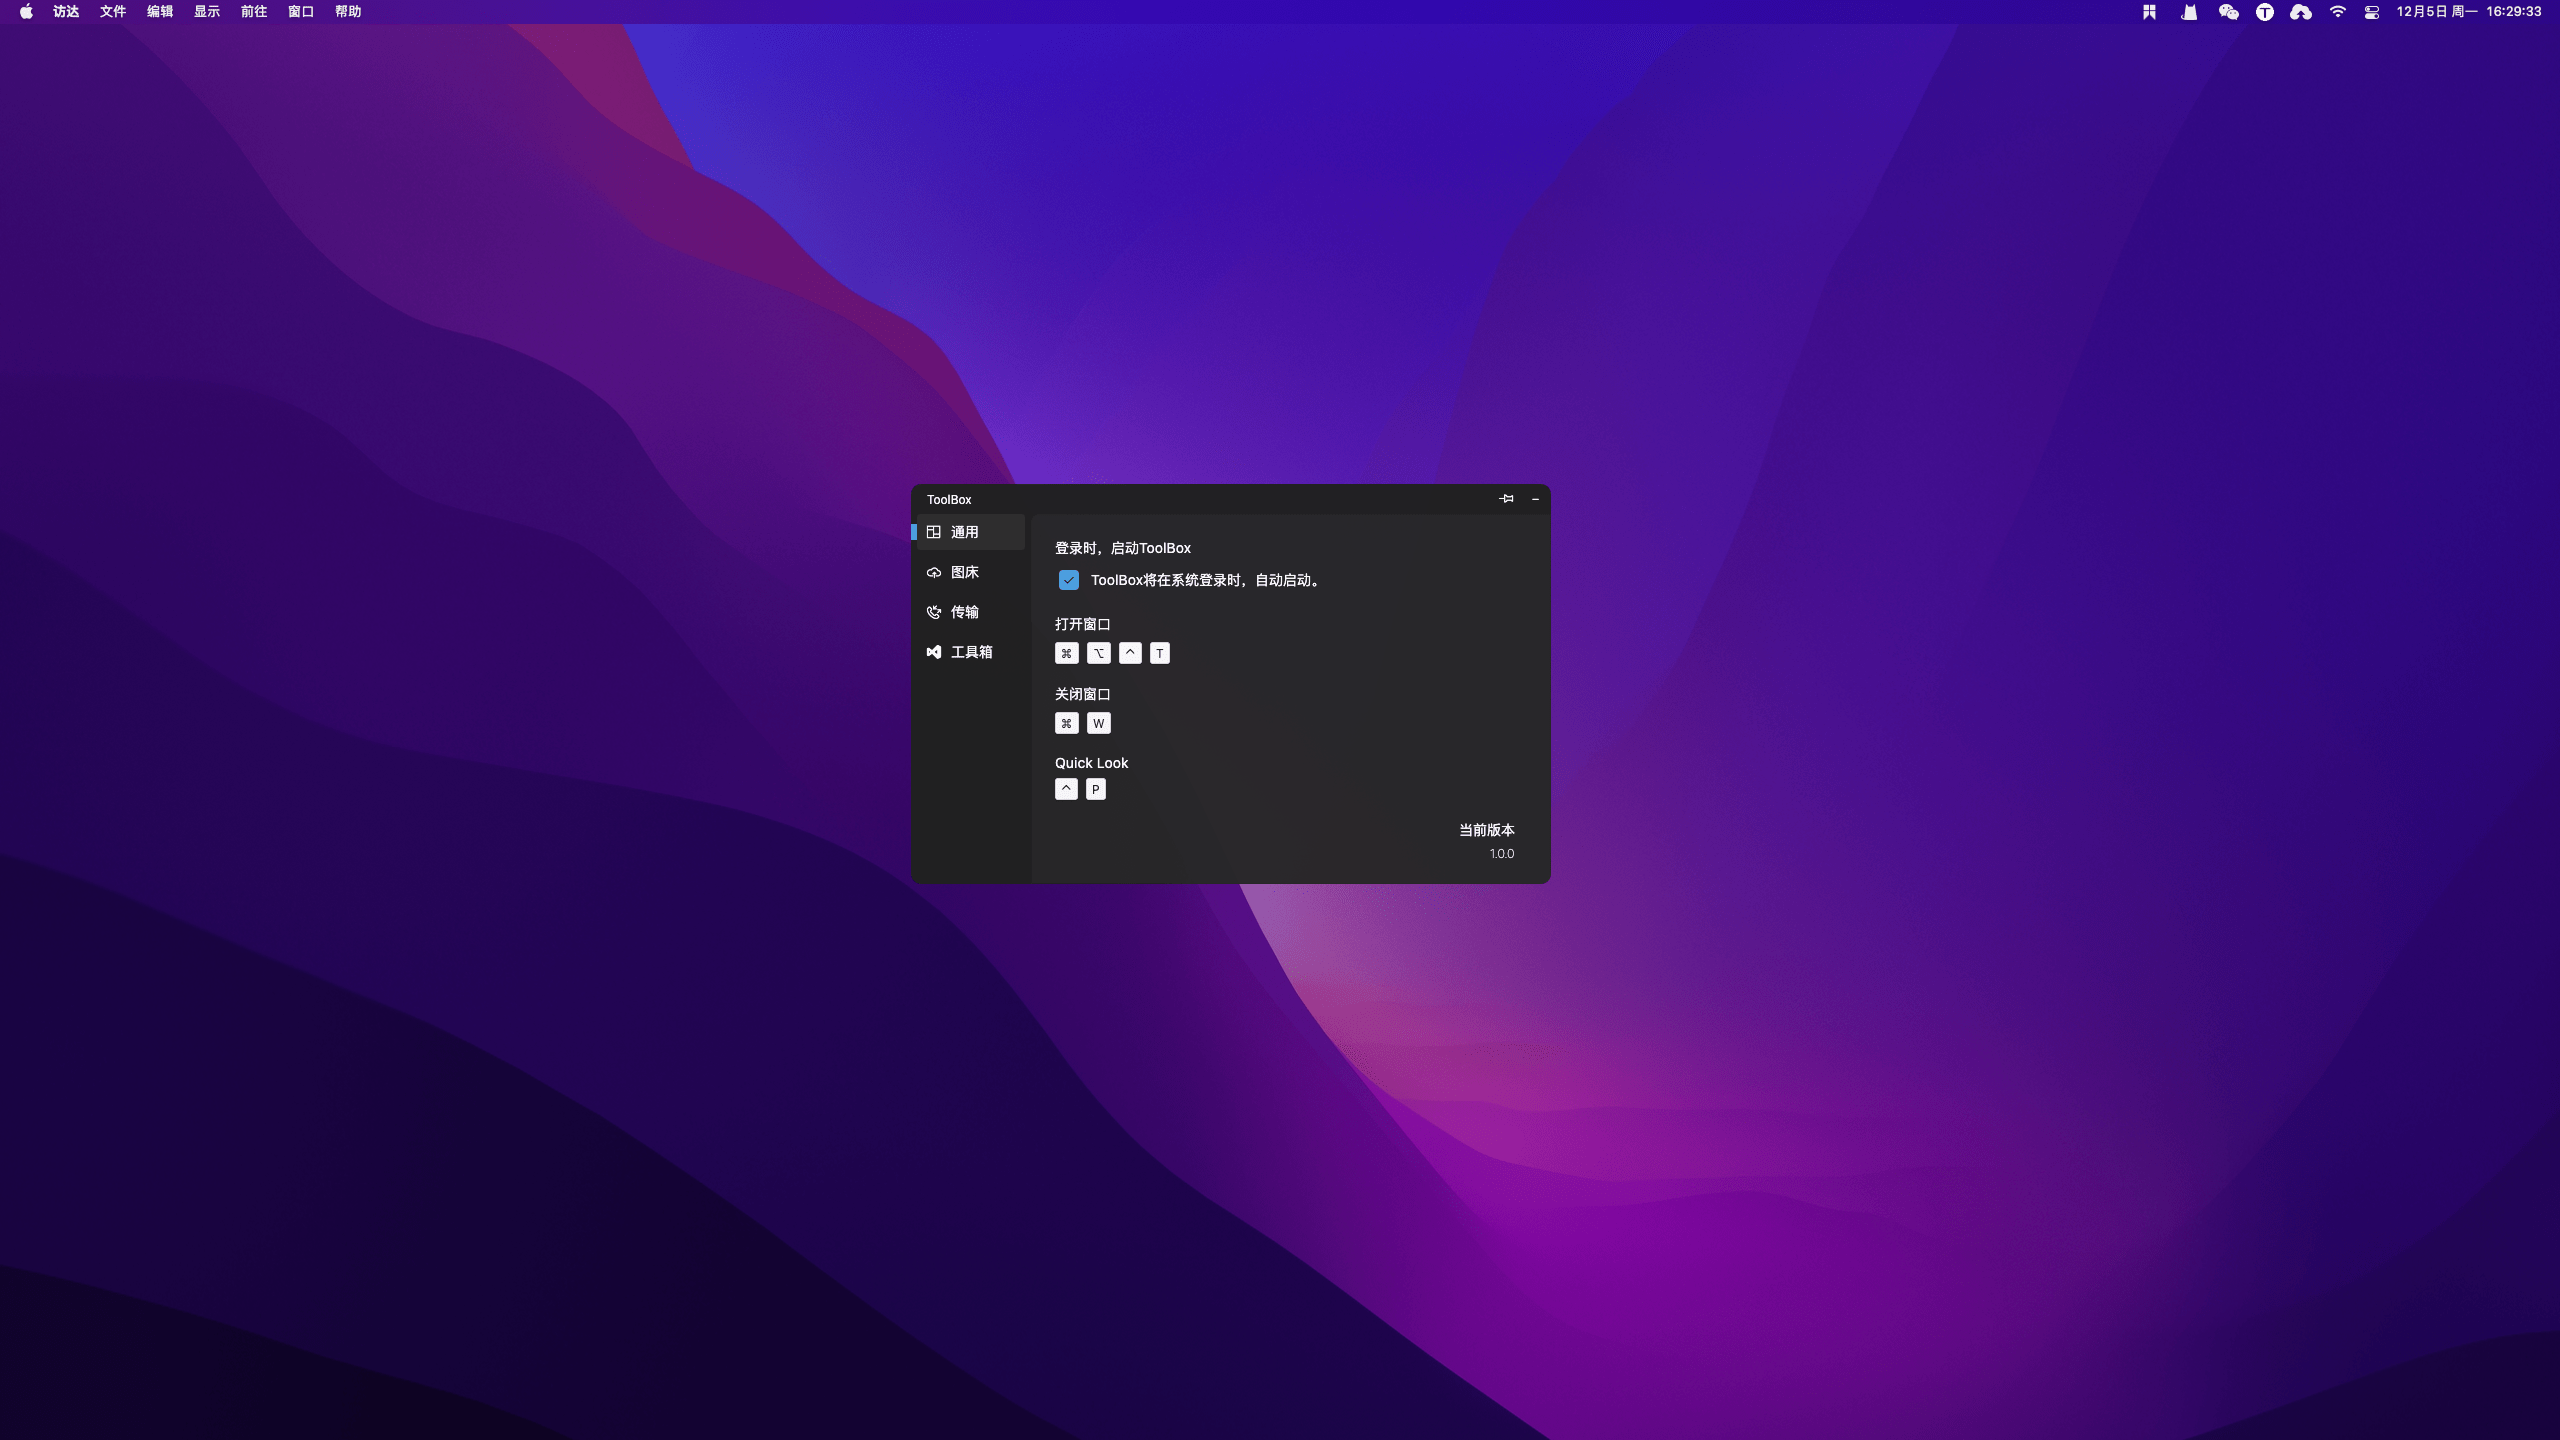 访达 文件 编辑 显示 前往 窗口 帮助
12月5日 周一 16:29:33
ToolBox
通用
图床
传输
工具箱
登录时，启动ToolBox
ToolBox将在系统登录时，自动启动。
打开窗口
⌘ ⌥ ^ T
关闭窗口
⌘ W
Quick Look
^ P
当前版本
1.0.0